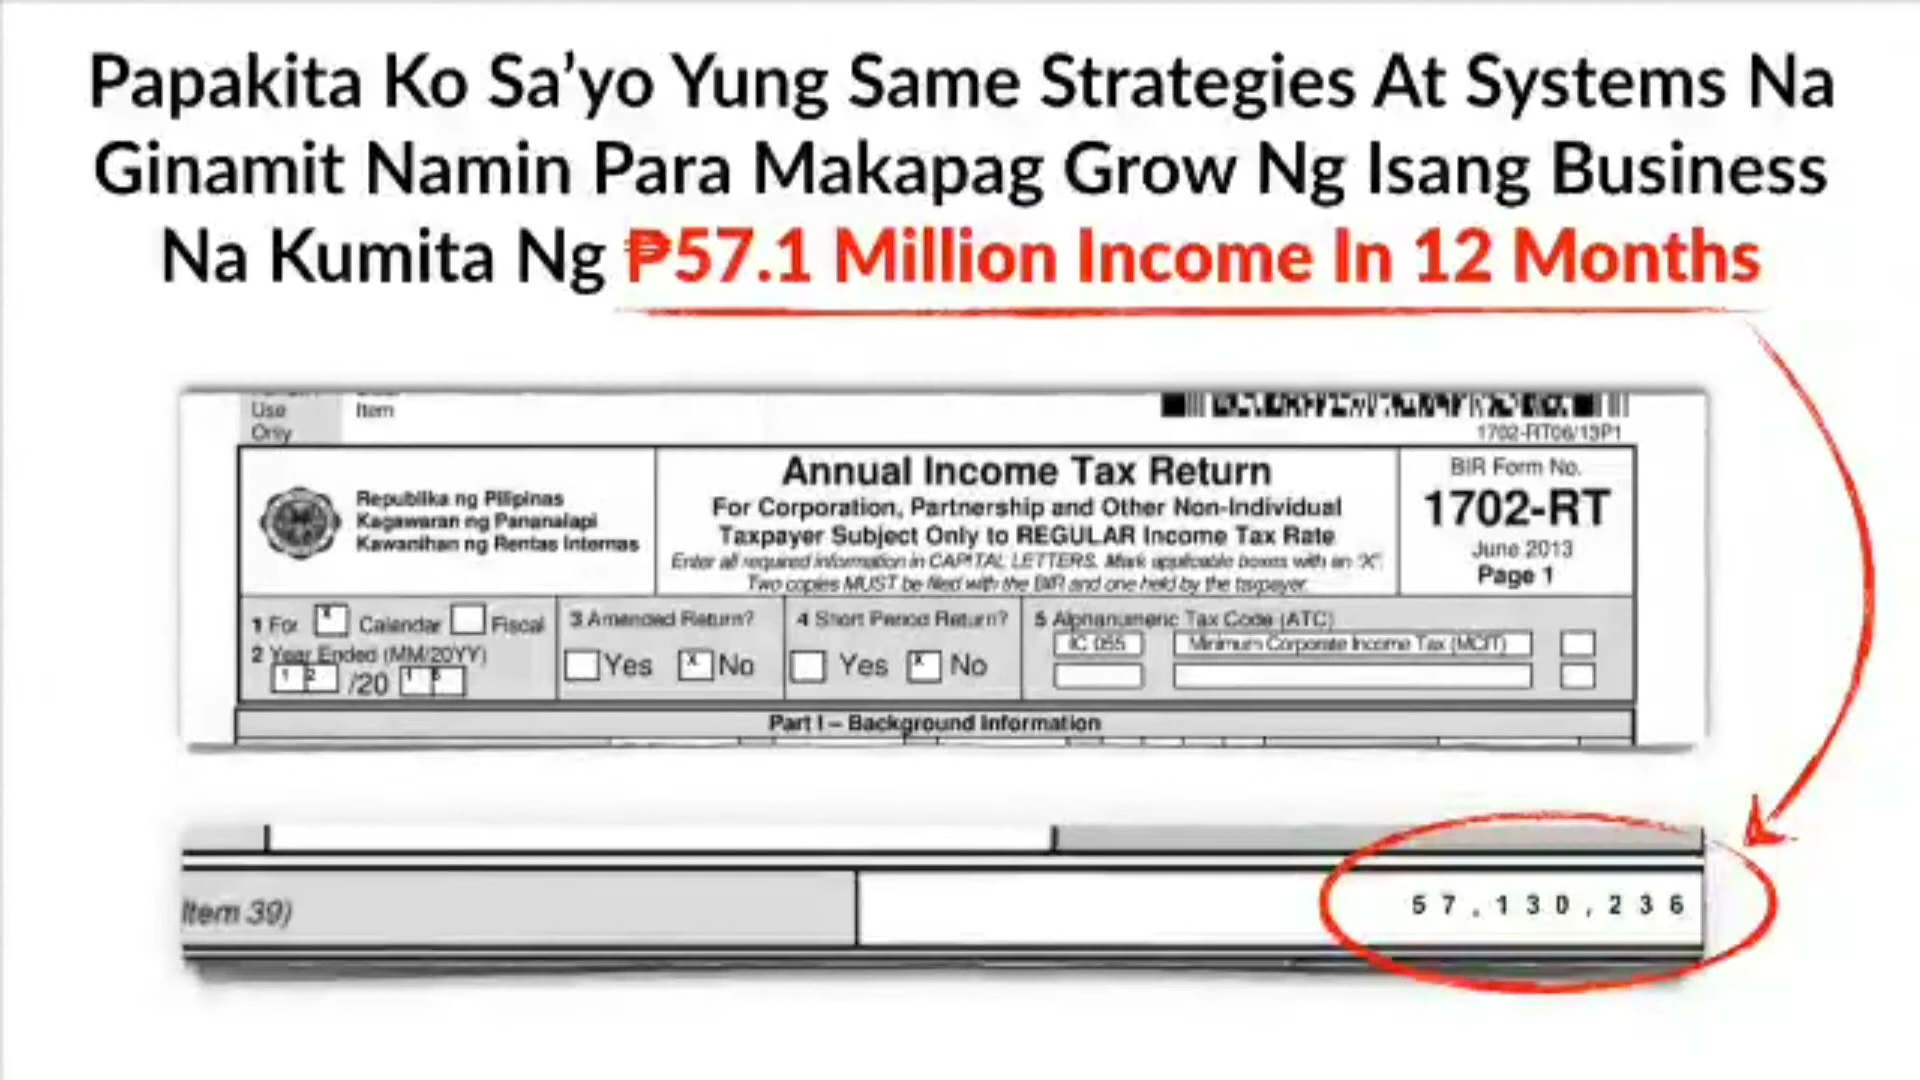 Papakita Ko Sa’yo Yung Same Strategies At Systems Na
Ginamit Namin Para Makapag Grow Ng Isang Business
Na Kumita Ng ₱57.1 Million Income In 12 Months
Use Item
Only
1702-RT06/13P1
Republika ng Pilipinas
Kagawaran ng Pananalapi
Kawanihan ng Rentas Internas
Annual Income Tax Return
For Corporation, Partnership and Other Non-Individual
Taxpayer Subject Only to REGULAR Income Tax Rate
Enter all required information in CAPITAL LETTERS. Mark applicable boxes with an "X".
Two copies MUST be filed with the BIR and one held by the taxpayer.
BIR Form No.
1702-RT
June 2013
Page 1
1 For X Calendar Fiscal
2 Year Ended (MM/20YY)
1 2 /20 1
3 Amended Return?
Yes X No
4 Short Period Return?
Yes X No
5 Alphanumeric Tax Code (ATC)
IC 055 Minimum Corporate Income Tax (MCIT)
Part I – Background Information
Item 39) 57,130,236